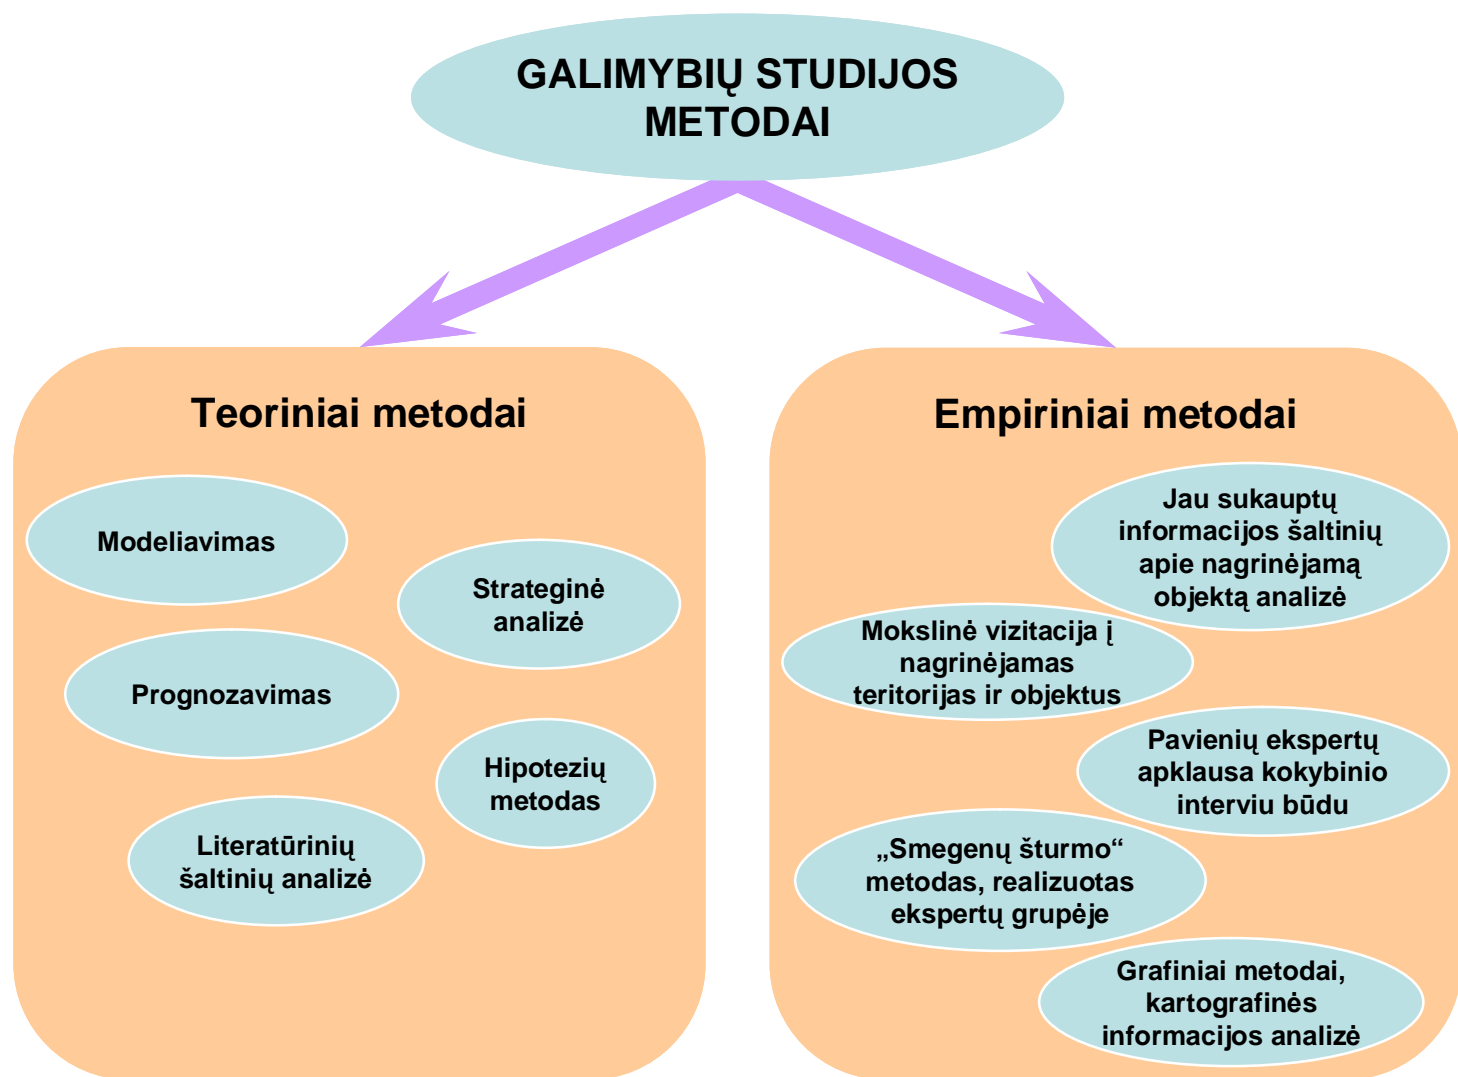 GALIMYBIŲ STUDIJOS
METODAI
Teoriniai metodai
Modeliavimas
Strateginė
analizė
Prognozavimas
Hipotezių
metodas
Literatūrinių
šaltinių analizė
Empiriniai metodai
Jau sukauptų
informacijos šaltinių
apie nagrinėjamą
objektą analizė
Mokslinė vizitacija į
nagrinėjamas
teritorijas ir objektus
Pavienių ekspertų
apklausa kokybinio
interviu būdu
„Smegenų šturmo“
metodas, realizuotas
ekspertų grupėje
Grafiniai metodai,
kartografinės
informacijos analizė